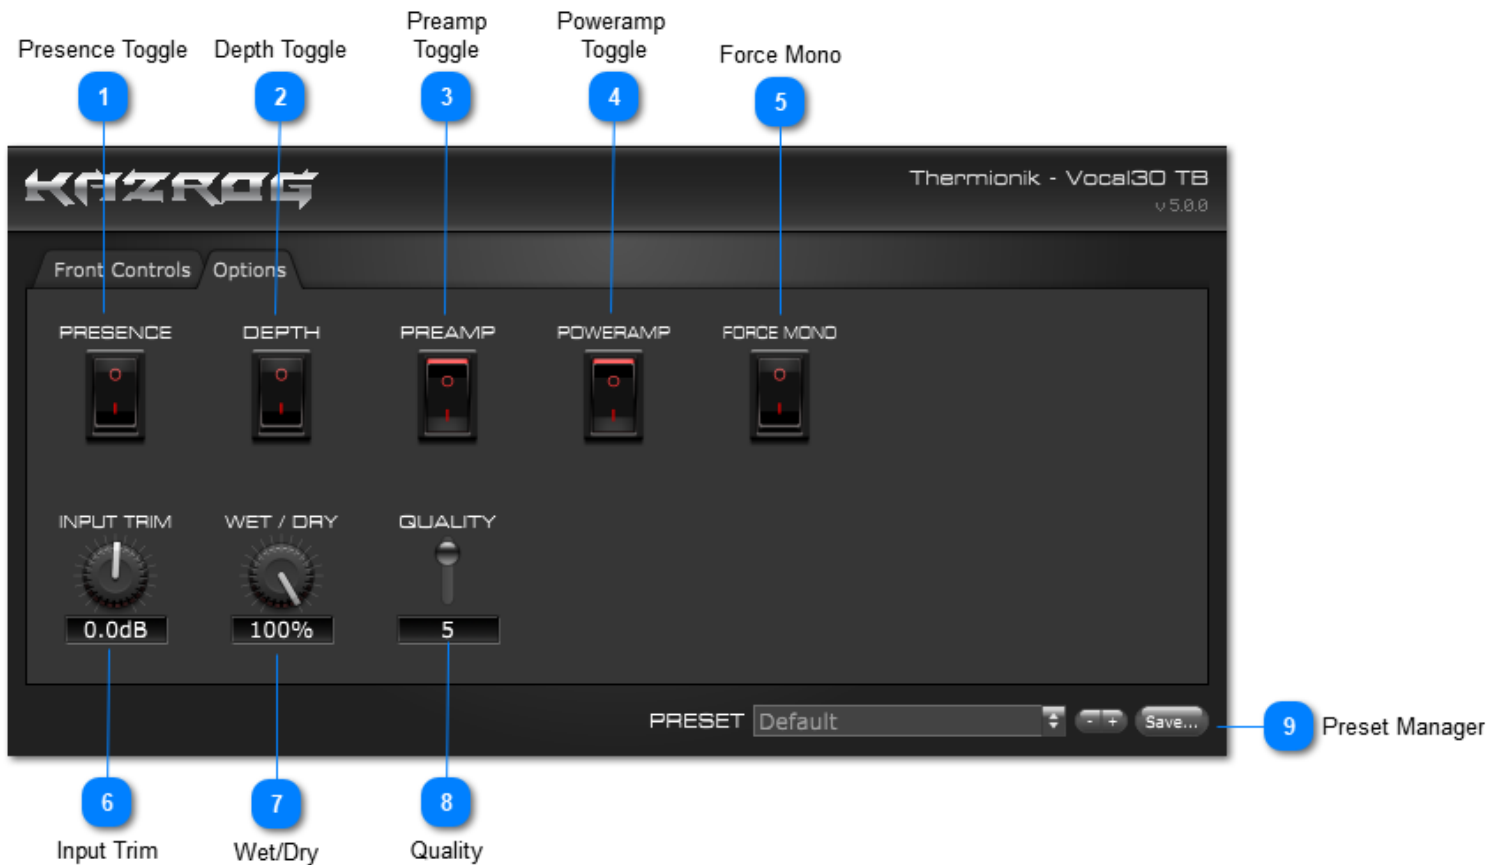 Preamp
Toggle
Poweramp
Toggle
Presence Toggle
Depth Toggle
Force Mono
1
2
3
4
5
KAZROG
Thermionik - Vocal30 TB
v 5.0.0
Front Controls
Options
PRESENCE
DEPTH
PREAMP
POWERAMP
FORCE MONO
INPUT TRIM
WET / DRY
QUALITY
0.0dB
100%
5
PRESET
Default
- +
Save...
9
Preset Manager
6
7
8
Input Trim
Wet/Dry
Quality